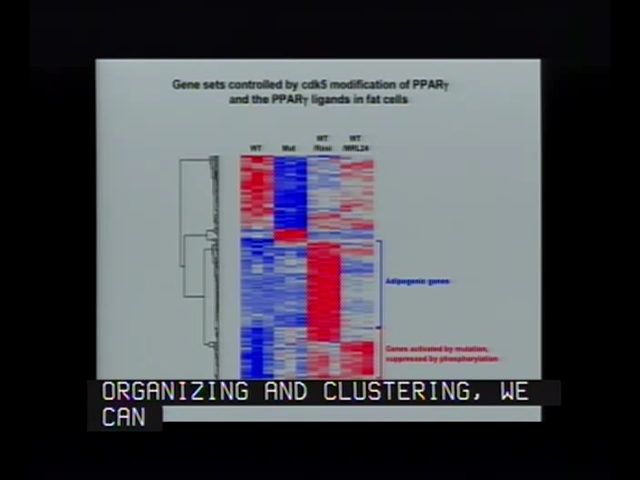 Gene sets controlled by cdk5 modification of PPARγ
and the PPARγ ligands in fat cells
WT Mut WT /Rosi WT /MRL24
Adipogenic genes
Genes activated by mutation,
suppressed by phosphorylation
ORGANIZING AND CLUSTERING, WE
CAN